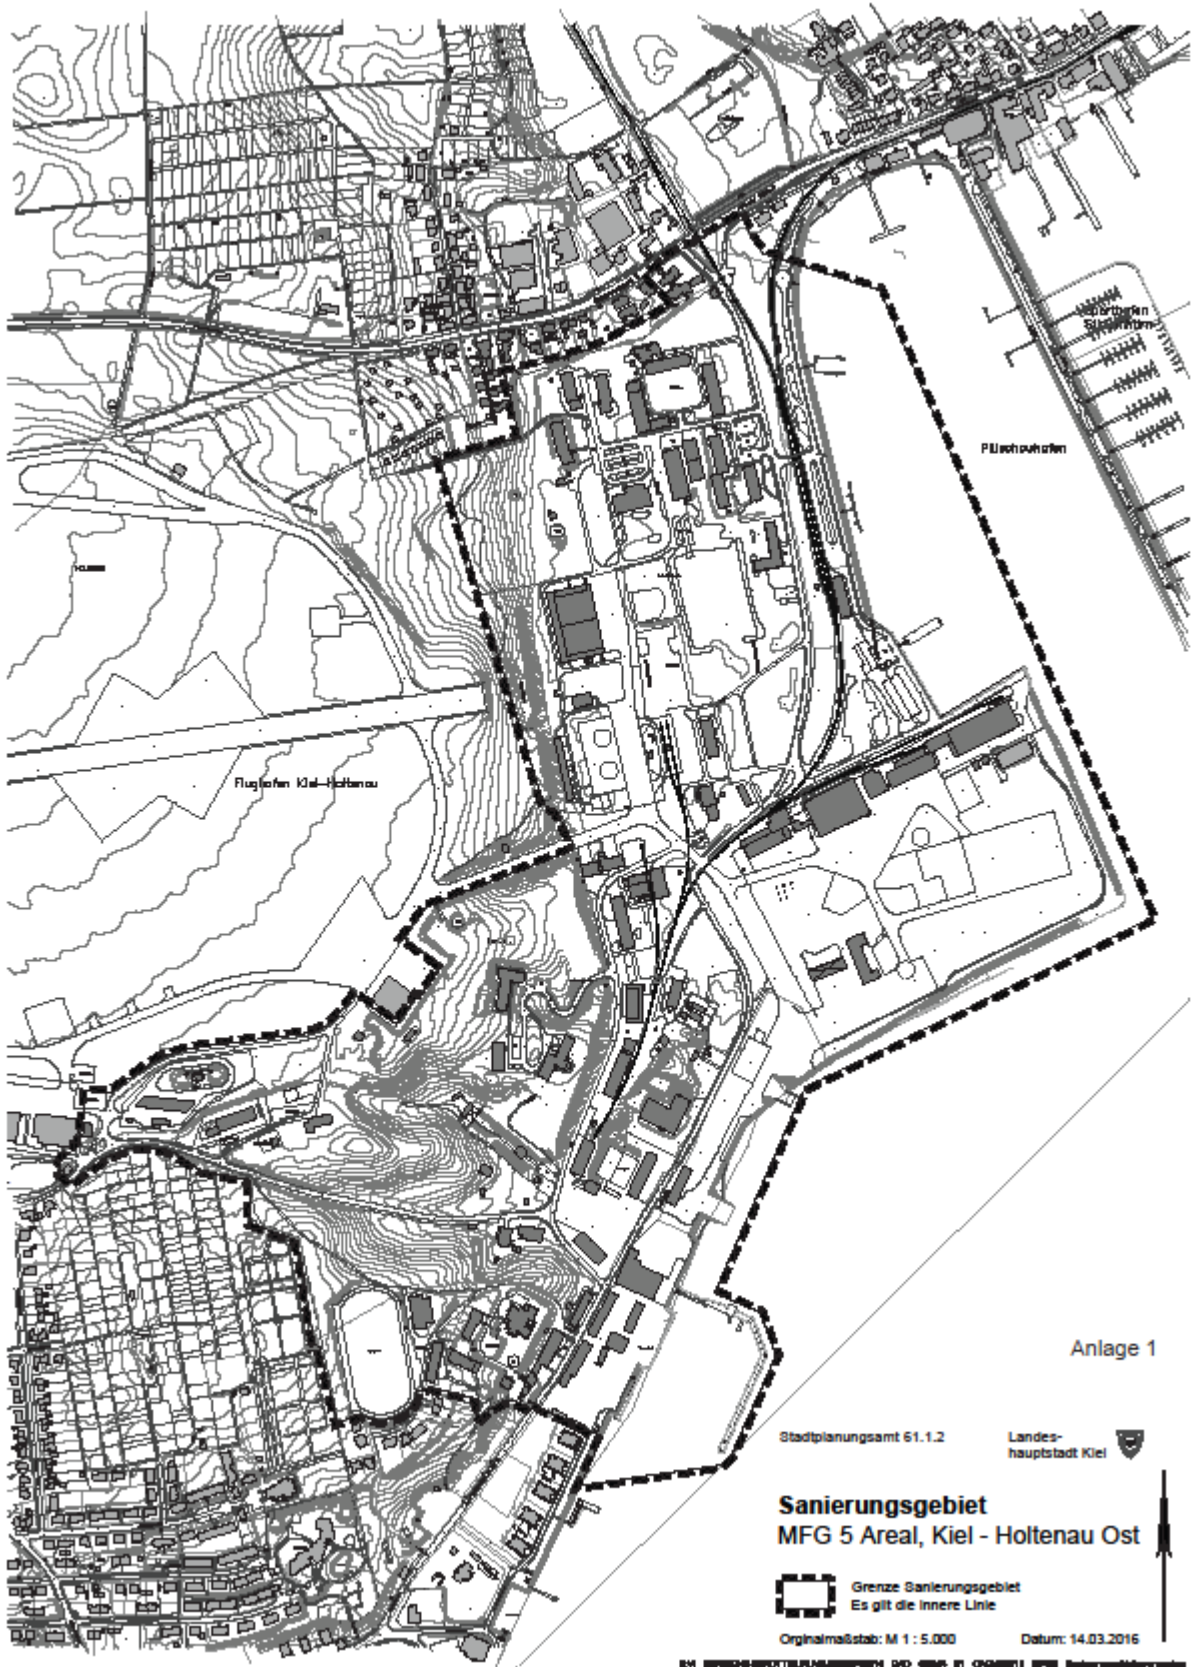 Flughafen Kiel-Holtenau
Anlage 1
Stadtplanungsamt 61.1.2
Landes-
hauptstadt Kiel
Sanierungsgebiet
MFG 5 Areal, Kiel - Holtenau Ost
Grenze Sanierungsgebiet
Es gilt die innere Linie
Orginalmaßstab: M 1 : 5.000
Datum: 14.03.2016